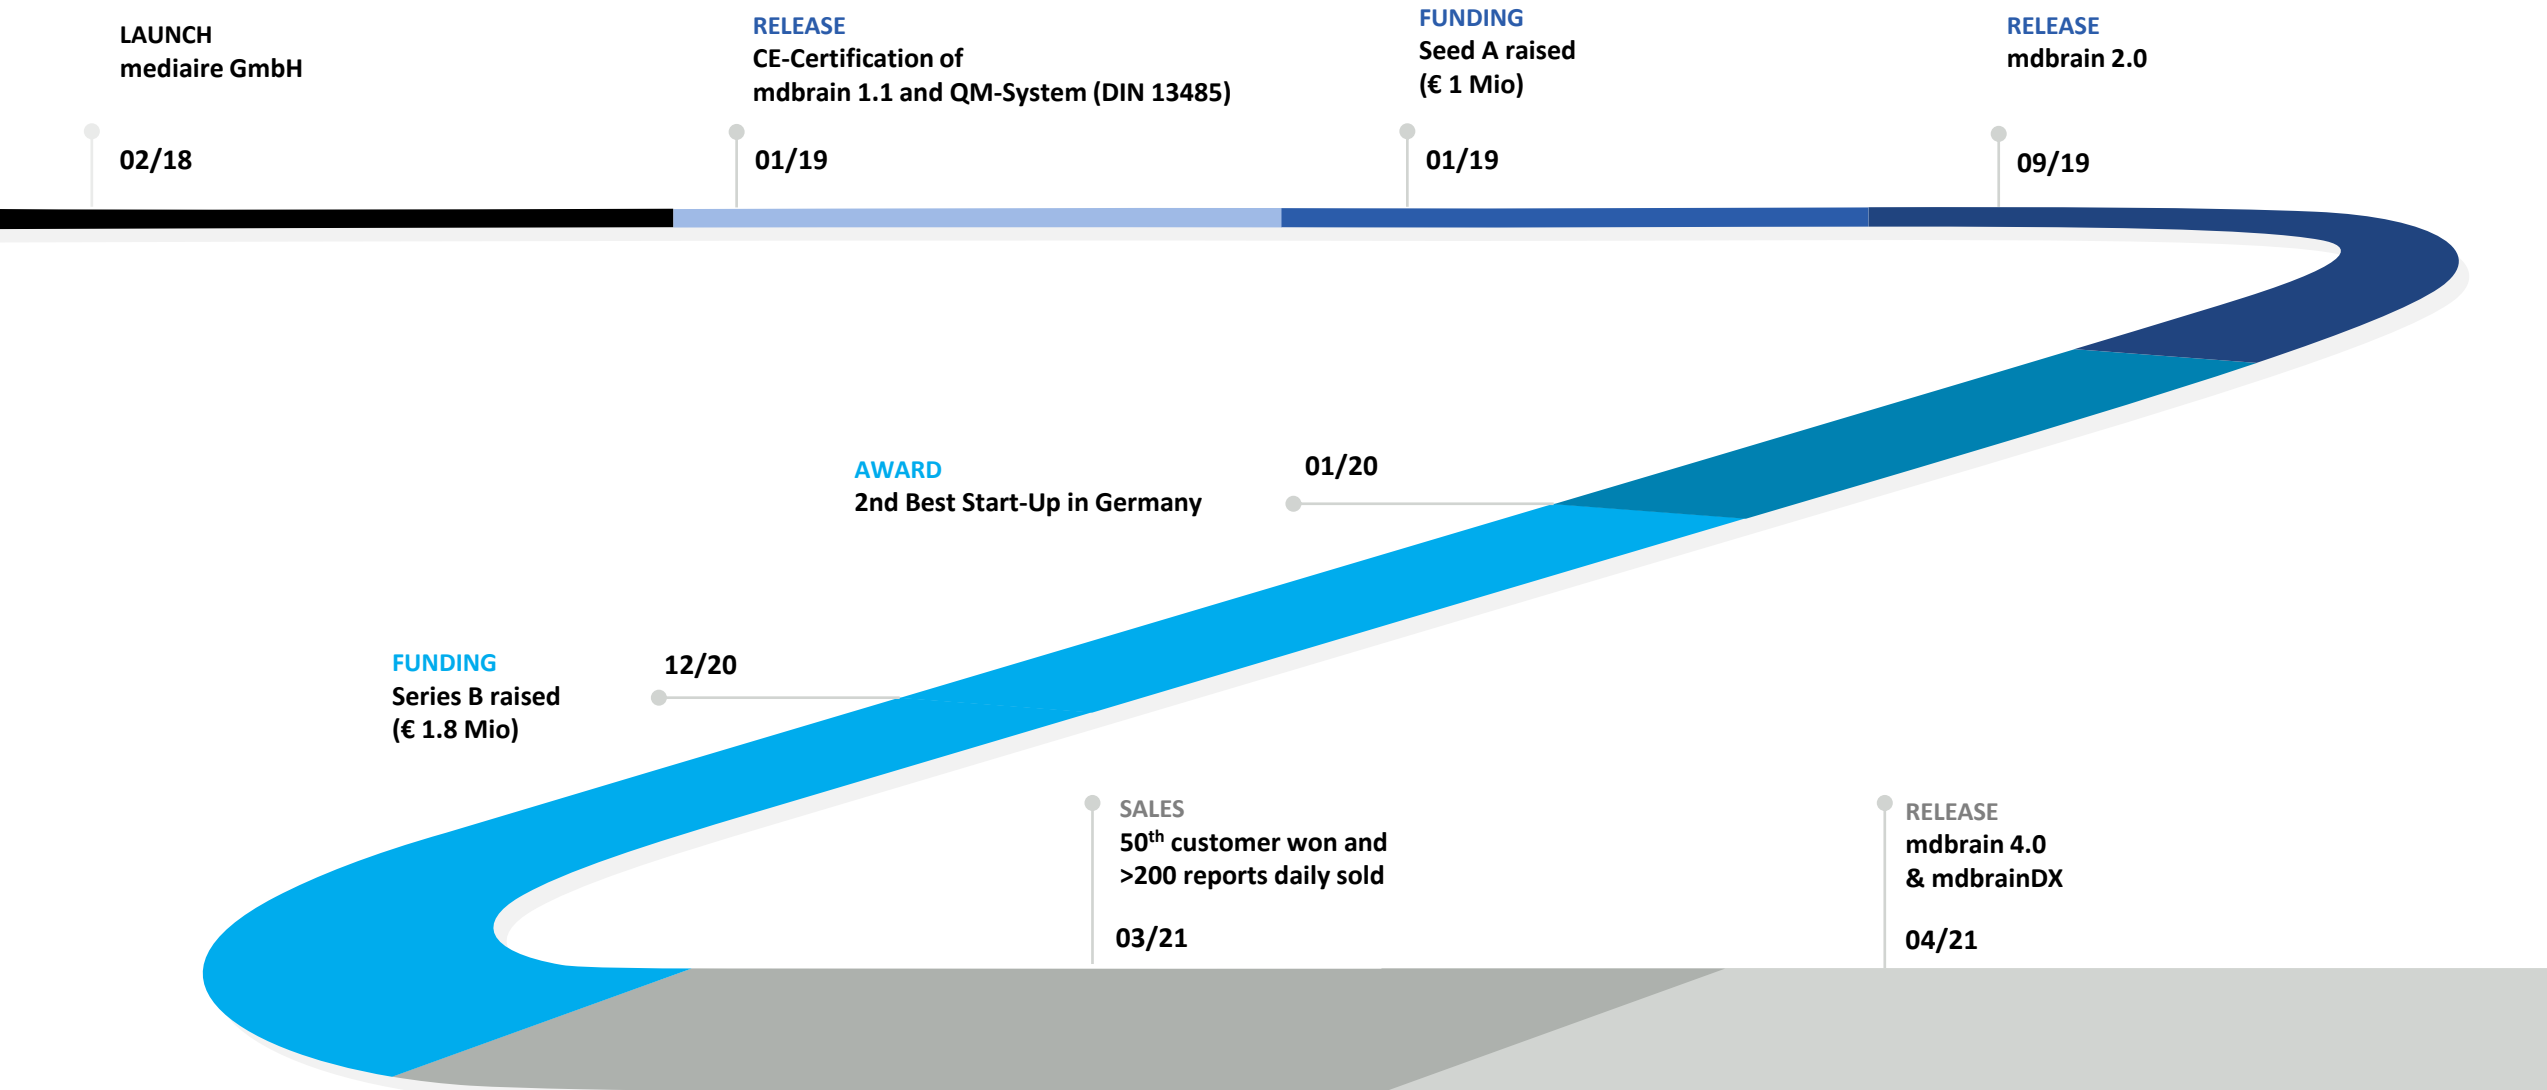 LAUNCH
mediaire GmbH
02/18
RELEASE
CE-Certification of
mdbrain 1.1 and QM-System (DIN 13485)
01/19
FUNDING
Seed A raised
(€ 1 Mio)
01/19
RELEASE
mdbrain 2.0
09/19
AWARD
2nd Best Start-Up in Germany
01/20
FUNDING
Series B raised
(€ 1.8 Mio)
12/20
SALES
50th customer won and
>200 reports daily sold
03/21
RELEASE
mdbrain 4.0
& mdbrainDX
04/21